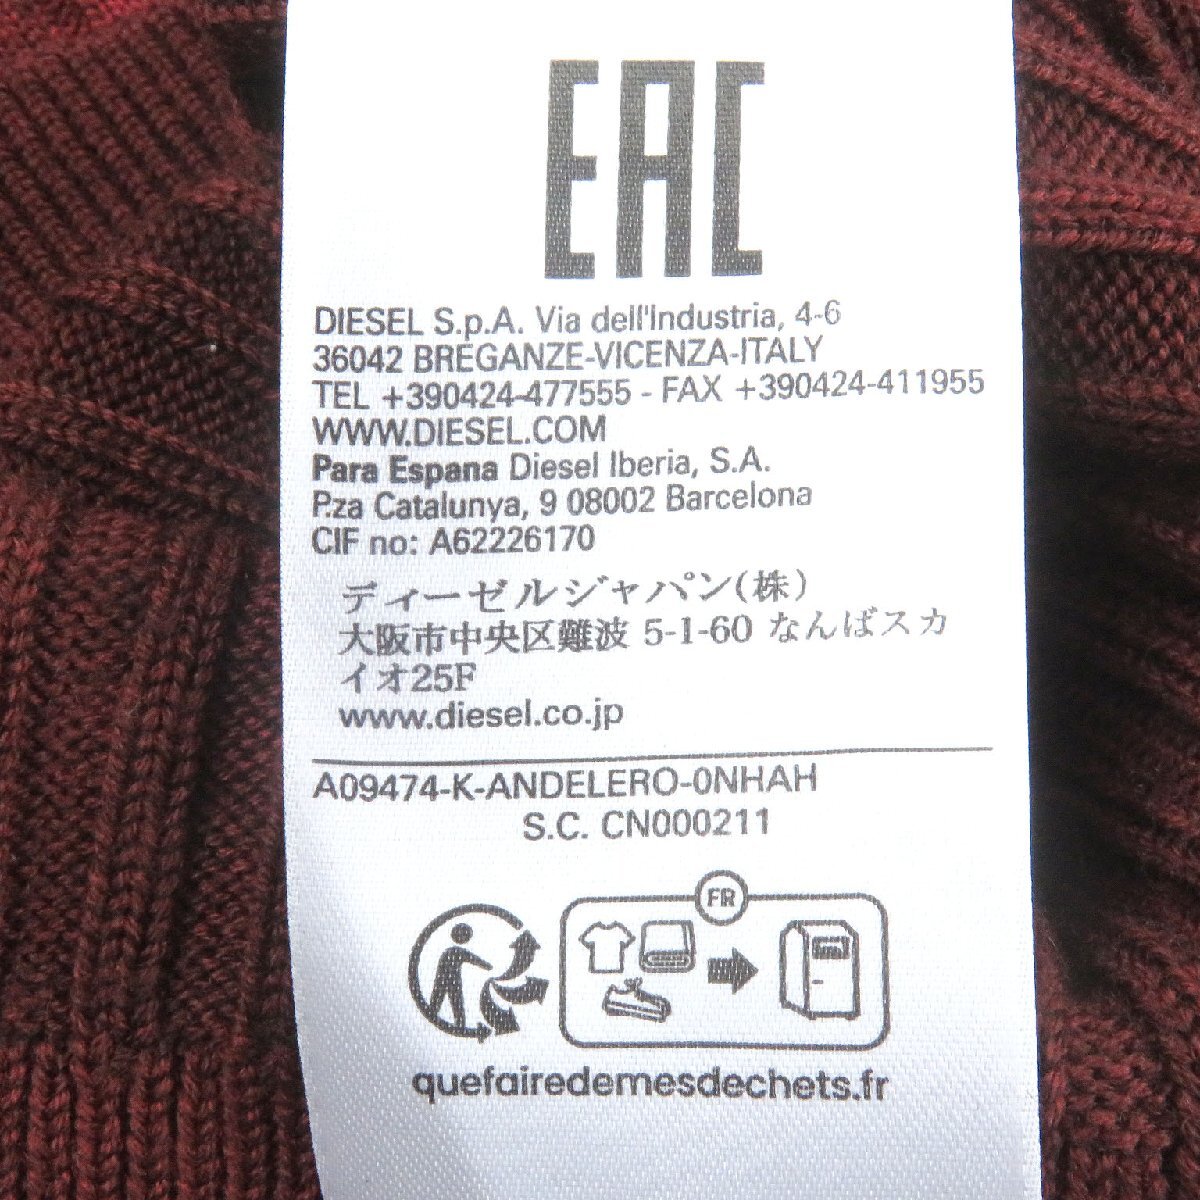 EAC
DIESEL S.p.A. Via dell'Industria, 4-6
36042 BREGANZE-VICENZA-ITALY
TEL +390424-477555 - FAX +390424-411955
WWW.DIESEL.COM
Para Espana Diesel Iberia, S.A.
P.za Catalunya, 9 08002 Barcelona
CIF no: A62226170
ディーゼルジャパン(株)
大阪市中央区難波 5-1-60 なんばスカ
イオ25F
www.diesel.co.jp
A09474-K-ANDELERO-0NHAH
S.C. CN000211
FR
quefairedemesdechets.fr